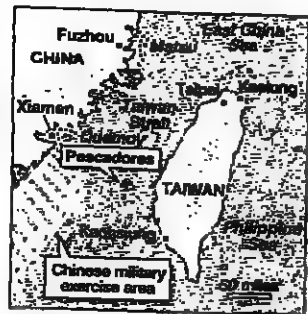 Fuzhou
CHINA
Matsu
East China
Sea
Taipei
Keelung
Xiamen
Taiwan
Strait
Quemoy
Pescadores
TAIWAN
Kaohsiung
Philippine
Sea
Chinese military
exercise area
50 miles